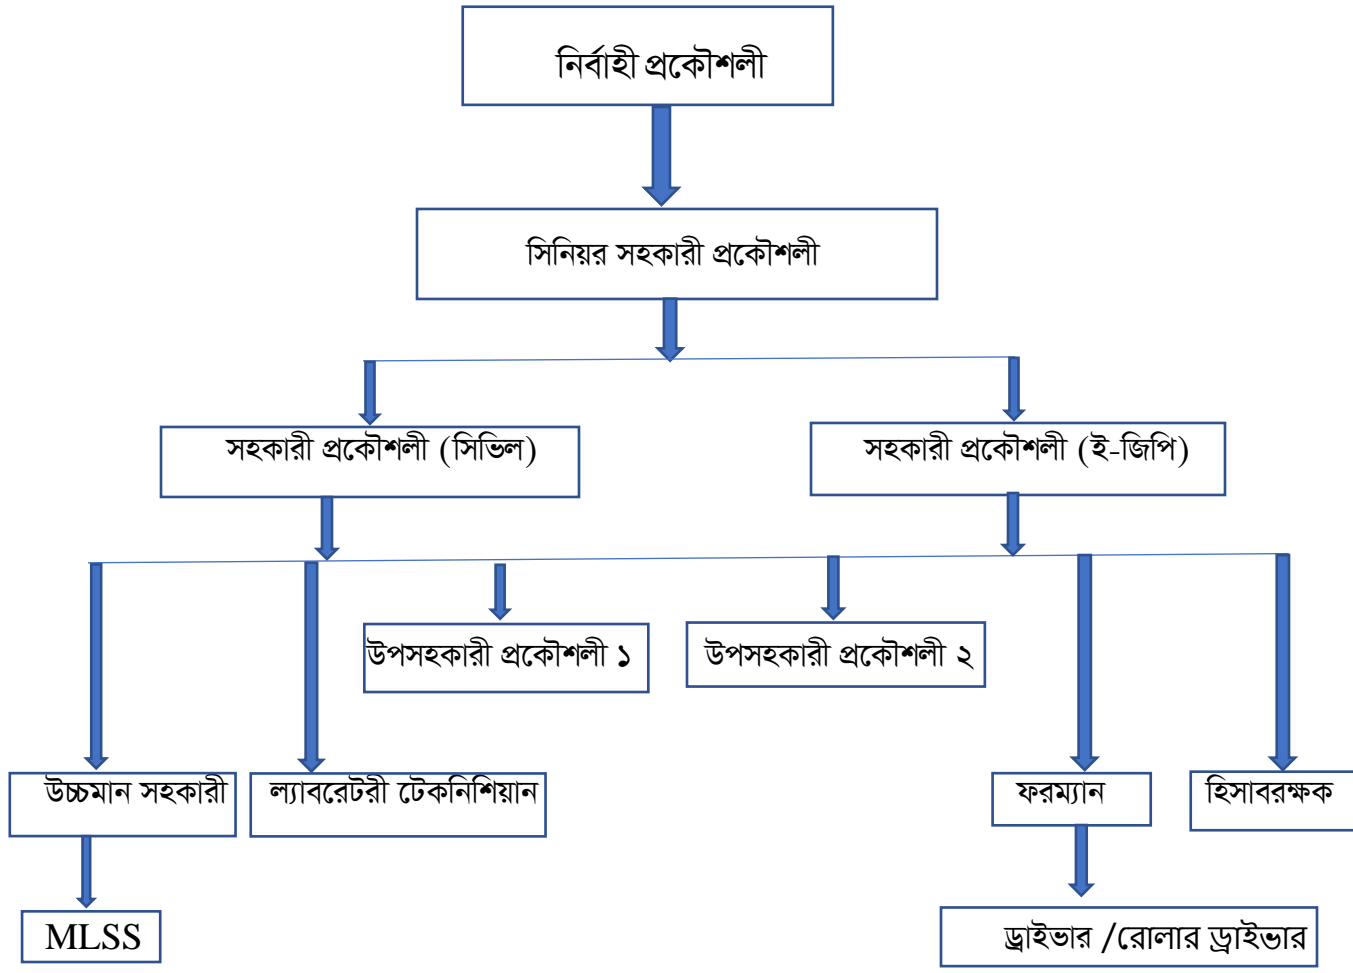 নির্বাহী প্রকৌশলী
সিনিয়র সহকারী প্রকৌশলী
সহকারী প্রকৌশলী (সিভিল)
সহকারী প্রকৌশলী (ই-জিপি)
উপসহকারী প্রকৌশলী ১
উপসহকারী প্রকৌশলী ২
উচ্চমান সহকারী
ল্যাবরেটরী টেকনিশিয়ান
ফরম্যান
হিসাবরক্ষক
MLSS
ড্রাইভার /রোলার ড্রাইভার